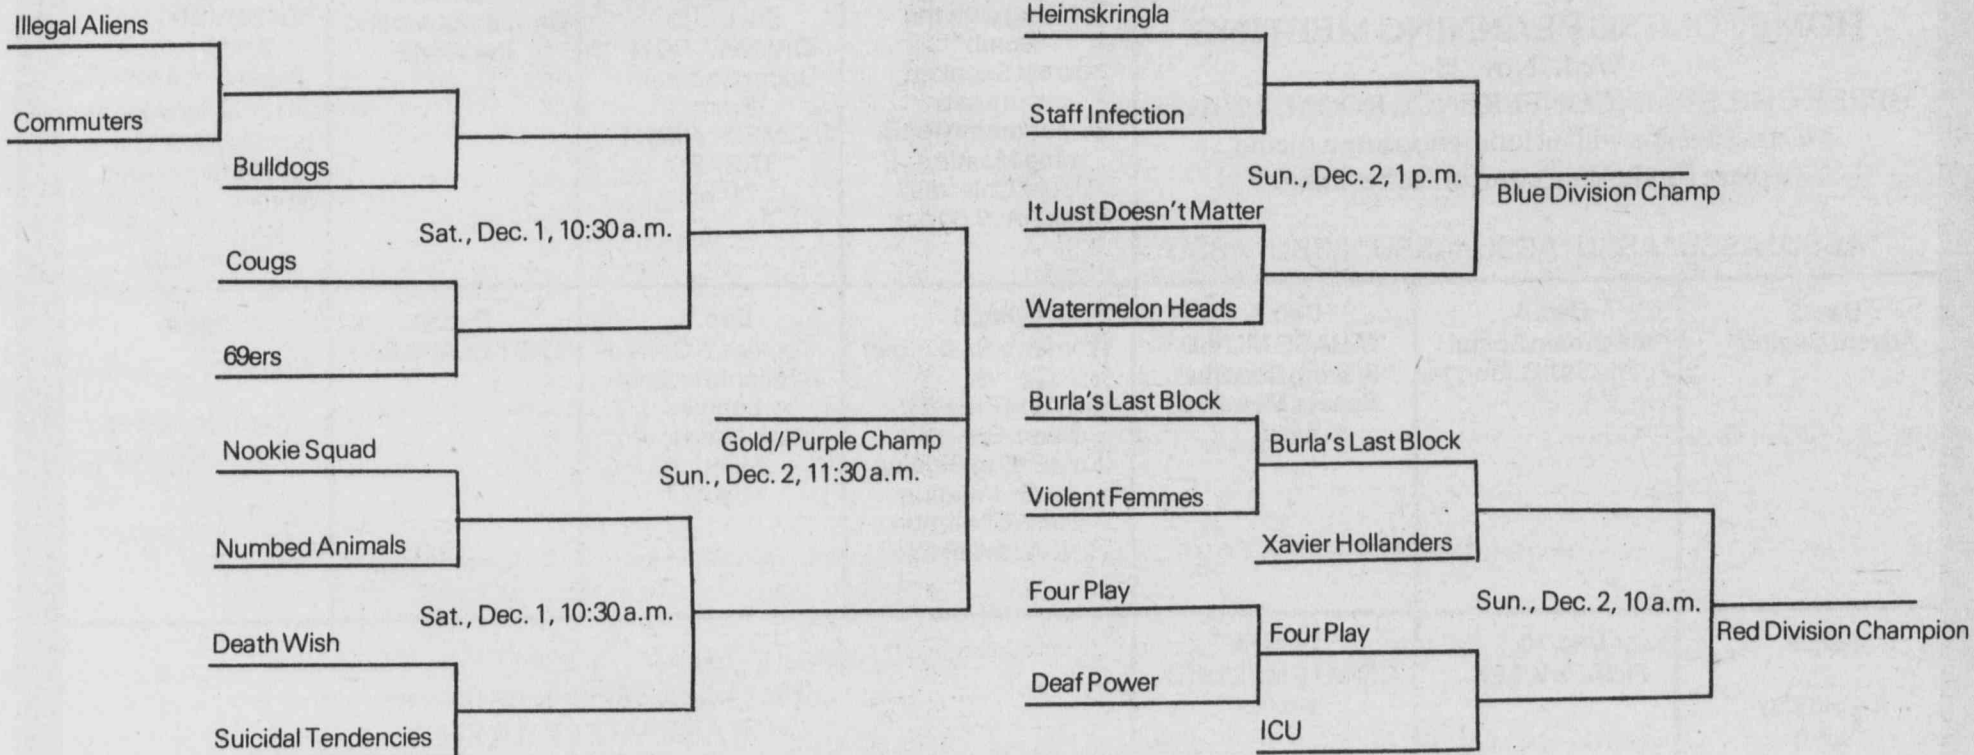 Illegal Aliens
Commuters
Bulldogs
Sat., Dec. 1, 10:30 a.m.
Cougs
69ers
Nookie Squad
Numbed Animals
Sat., Dec. 1, 10:30 a.m.
Death Wish
Suicidal Tendencies
Gold/Purple Champ
Sun., Dec. 2, 11:30 a.m.
Heimskringla
Staff Infection
Sun., Dec. 2, 1 p.m.
Blue Division Champ
It Just Doesn't Matter
Watermelon Heads
Burla's Last Block
Burla's Last Block
Violent Femmes
Xavier Hollanders
Four Play
Sun., Dec. 2, 10 a.m.
Four Play
Red Division Champion
Deaf Power
ICU